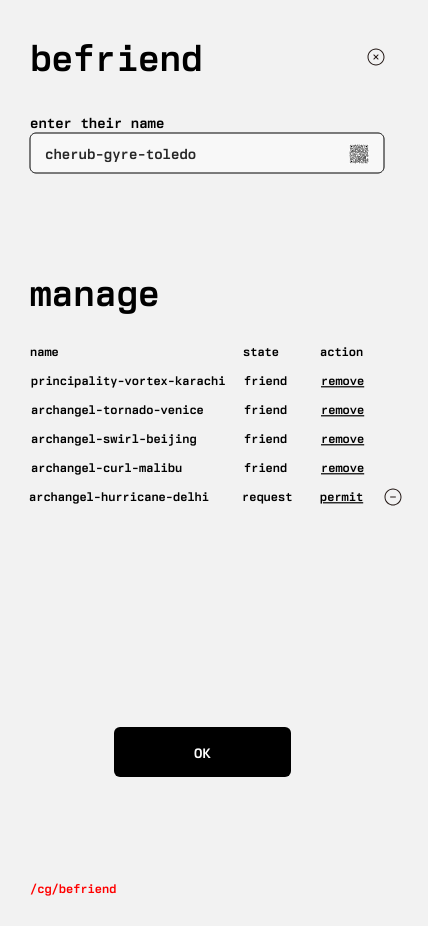 befriend
enter their name
cherub-gyre-toledo
manage
name state action
principality-vortex-karachi friend remove
archangel-tornado-venice friend remove
archangel-swirl-beijing friend remove
archangel-curl-malibu friend remove
archangel-hurricane-delhi request permit
OK
/cg/befriend